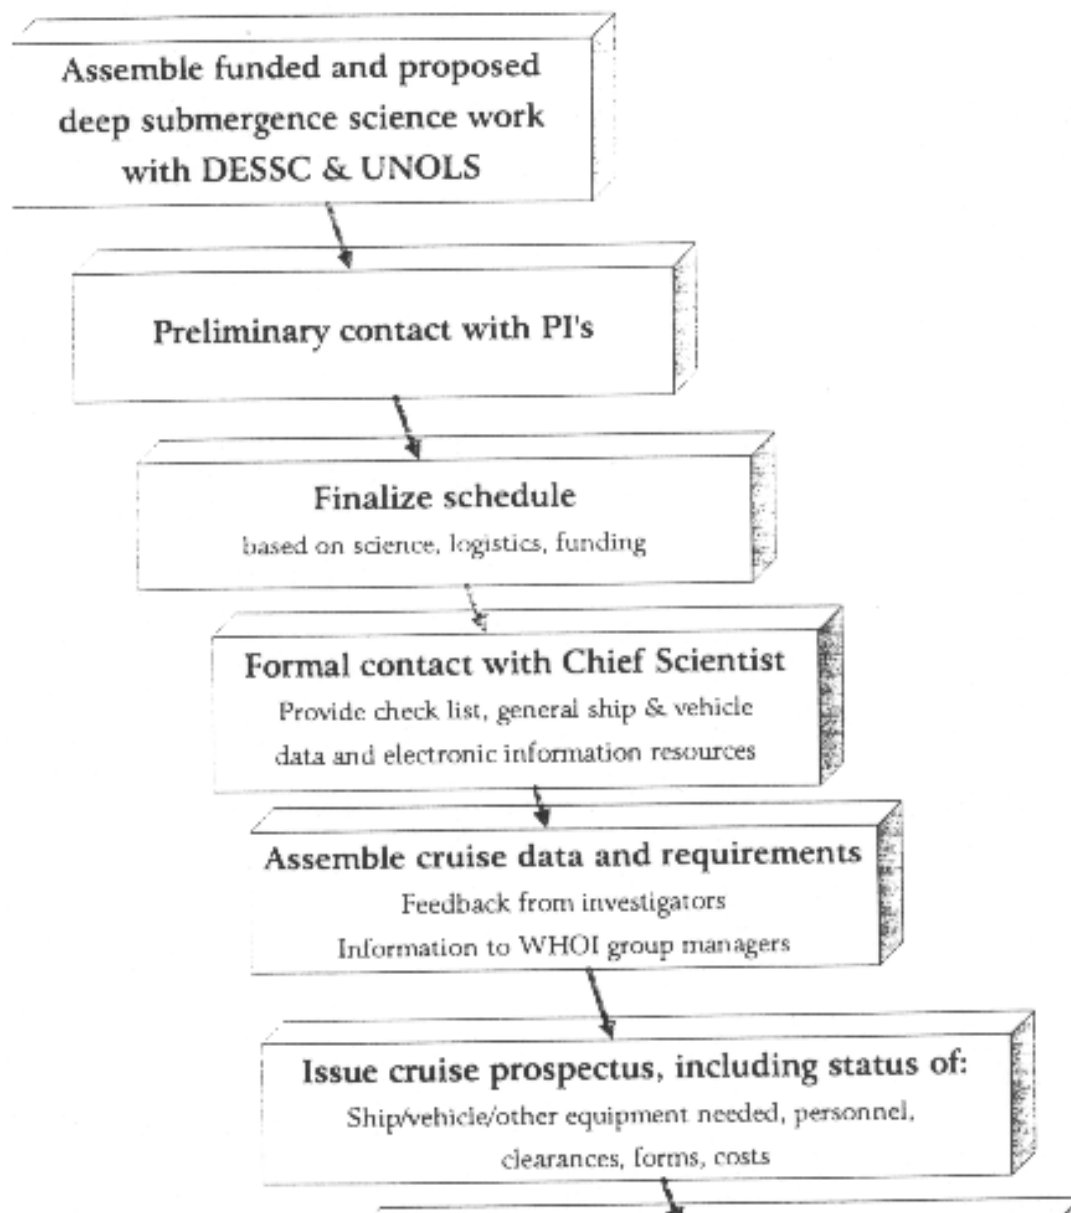 Assemble funded and proposed
deep submergence science work
with DESSC & UNOLS
Preliminary contact with PI's
Finalize schedule
based on science, logistics, funding
Formal contact with Chief Scientist
Provide check list, general ship & vehicle
data and electronic information resources
Assemble cruise data and requirements
Feedback from investigators
Information to WHOI group managers
Issue cruise prospectus, including status of:
Ship/vehicle/other equipment needed, personnel,
clearances, forms, costs